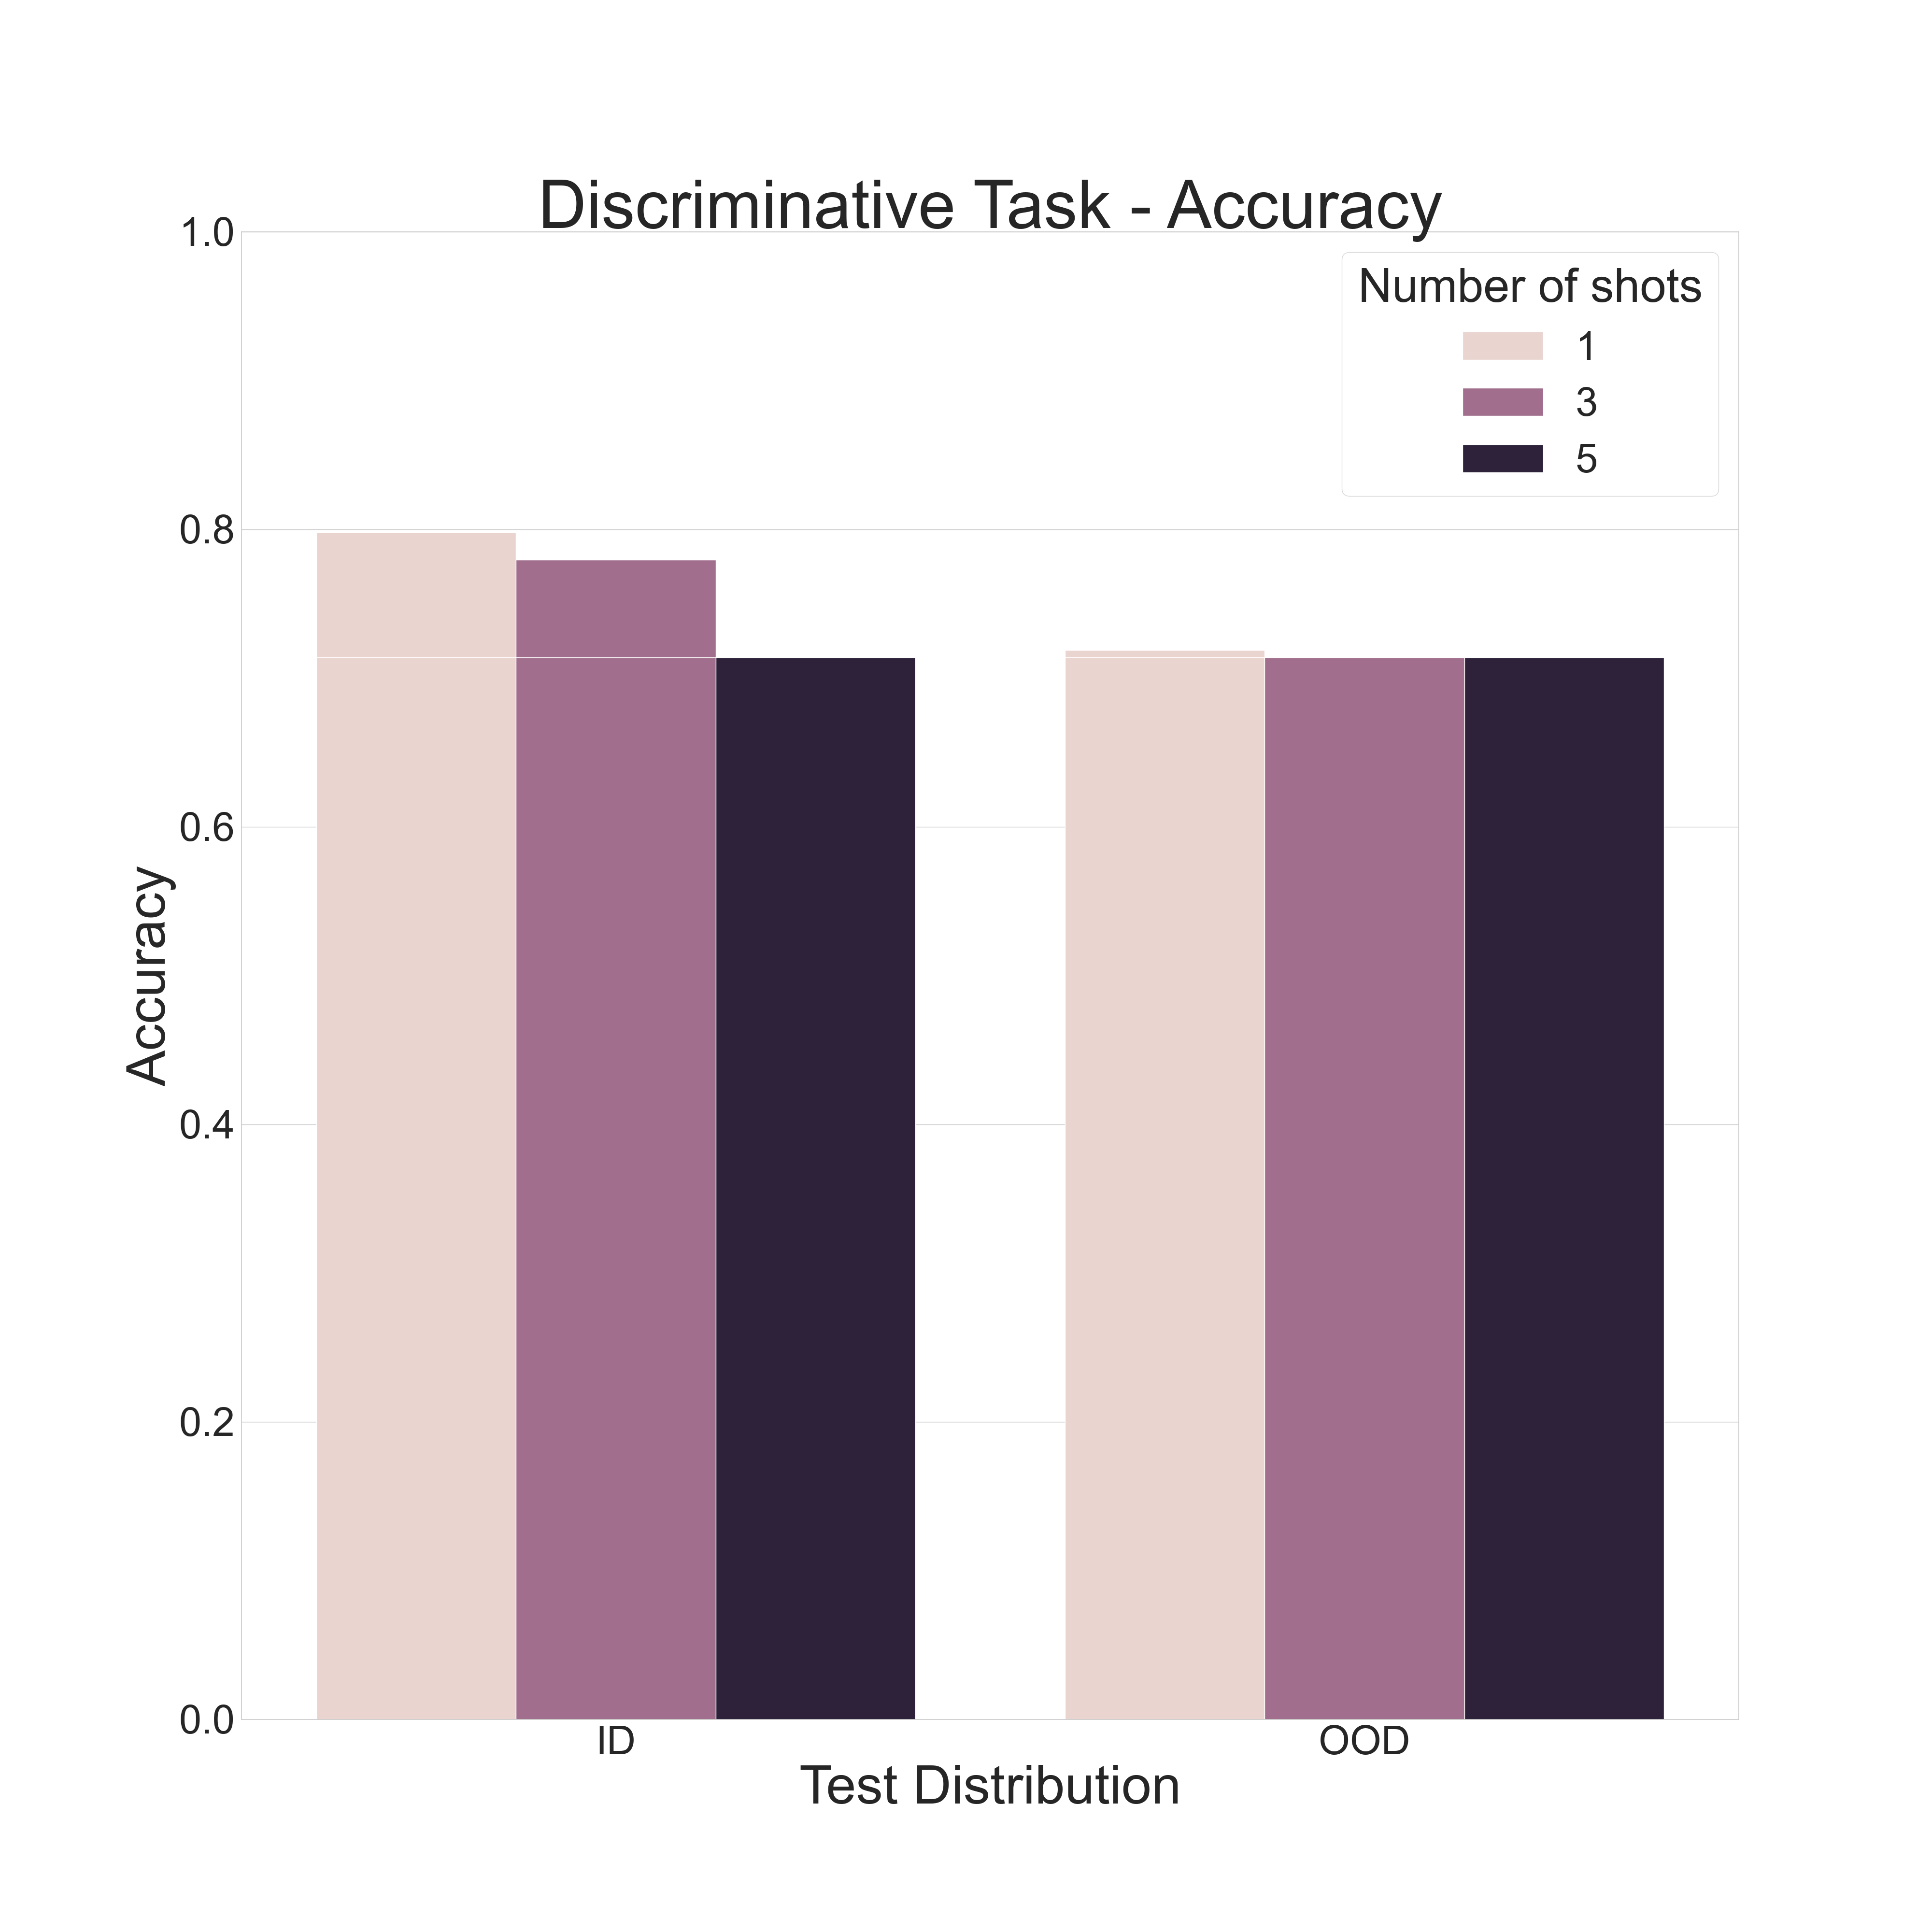 Discriminative Task - Accuracy
1.0
0.8
0.6
0.4
0.2
0.0
Accuracy
Number of shots
1
3
5
ID
OOD
Test Distribution